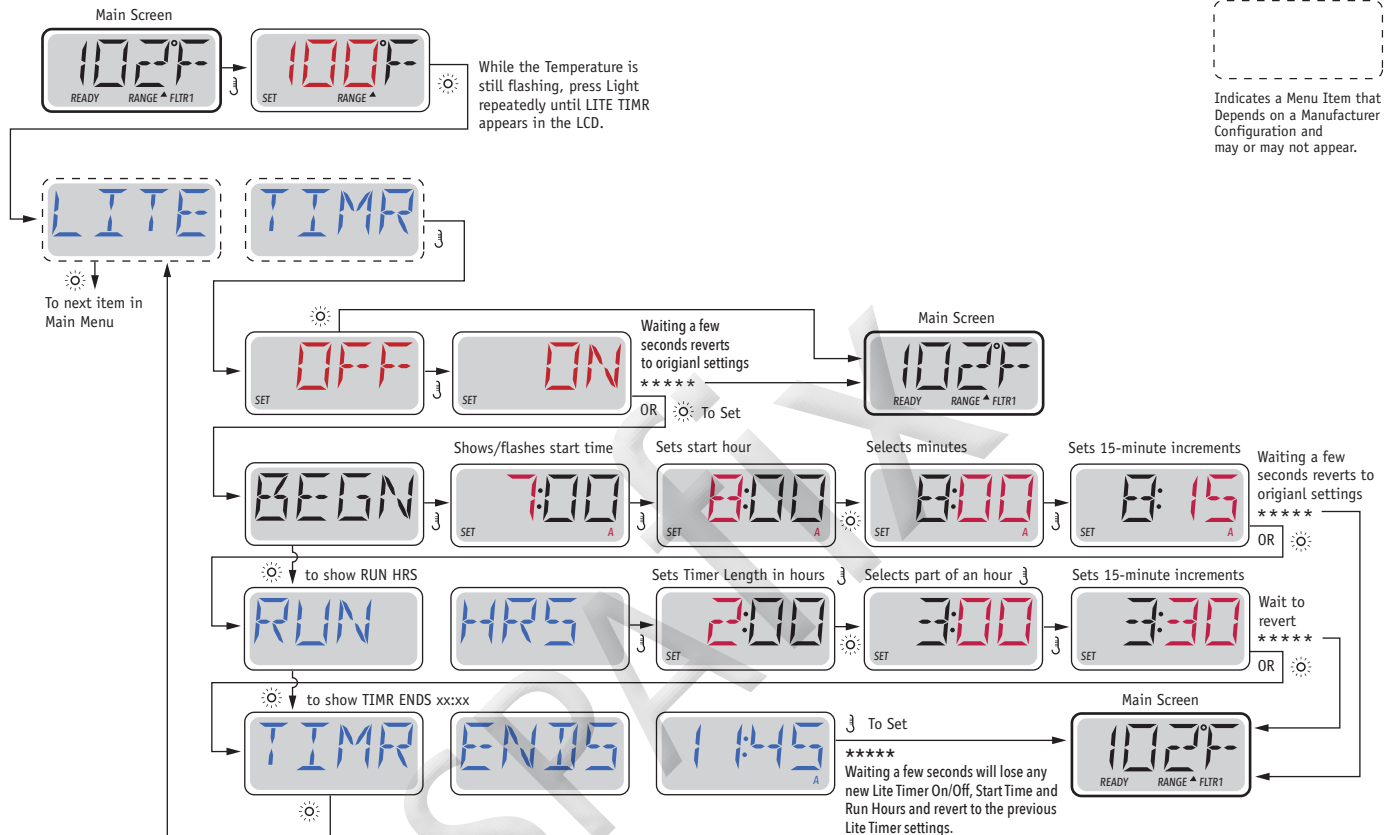 Main Screen
102°F
READY RANGE FLTR1
100°F
SET RANGE
While the Temperature is
still flashing, press Light
repeatedly until LITE TIMR
appears in the LCD.
Indicates a Menu Item that
Depends on a Manufacturer
Configuration and
may or may not appear.
LITE TIMR
To next item in
Main Menu
OFF
SET
ON
SET
Waiting a few
seconds reverts
to origianl settings
*****
OR To Set
Main Screen
102°F
READY RANGE FLTR1
BEGN
Shows/flashes start time
7:00
SET A
Sets start hour
8:00
SET A
Selects minutes
8:00
SET A
Sets 15-minute increments
8:15
SET A
Waiting a few
seconds reverts to
origianl settings
*****
OR
to show RUN HRS
RUN HRS
Sets Timer Length in hours
2:00
SET
Selects part of an hour
3:00
SET
Sets 15-minute increments
3:30
SET
Wait to
revert
*****
OR
to show TIMR ENDS xx:xx
TIMR ENDS 11:45
A
To Set
*****
Waiting a few seconds will lose any
new Lite Timer On/Off, Start Time and
Run Hours and revert to the previous
Lite Timer settings.
Main Screen
102°F
READY RANGE FLTR1
SPAfix